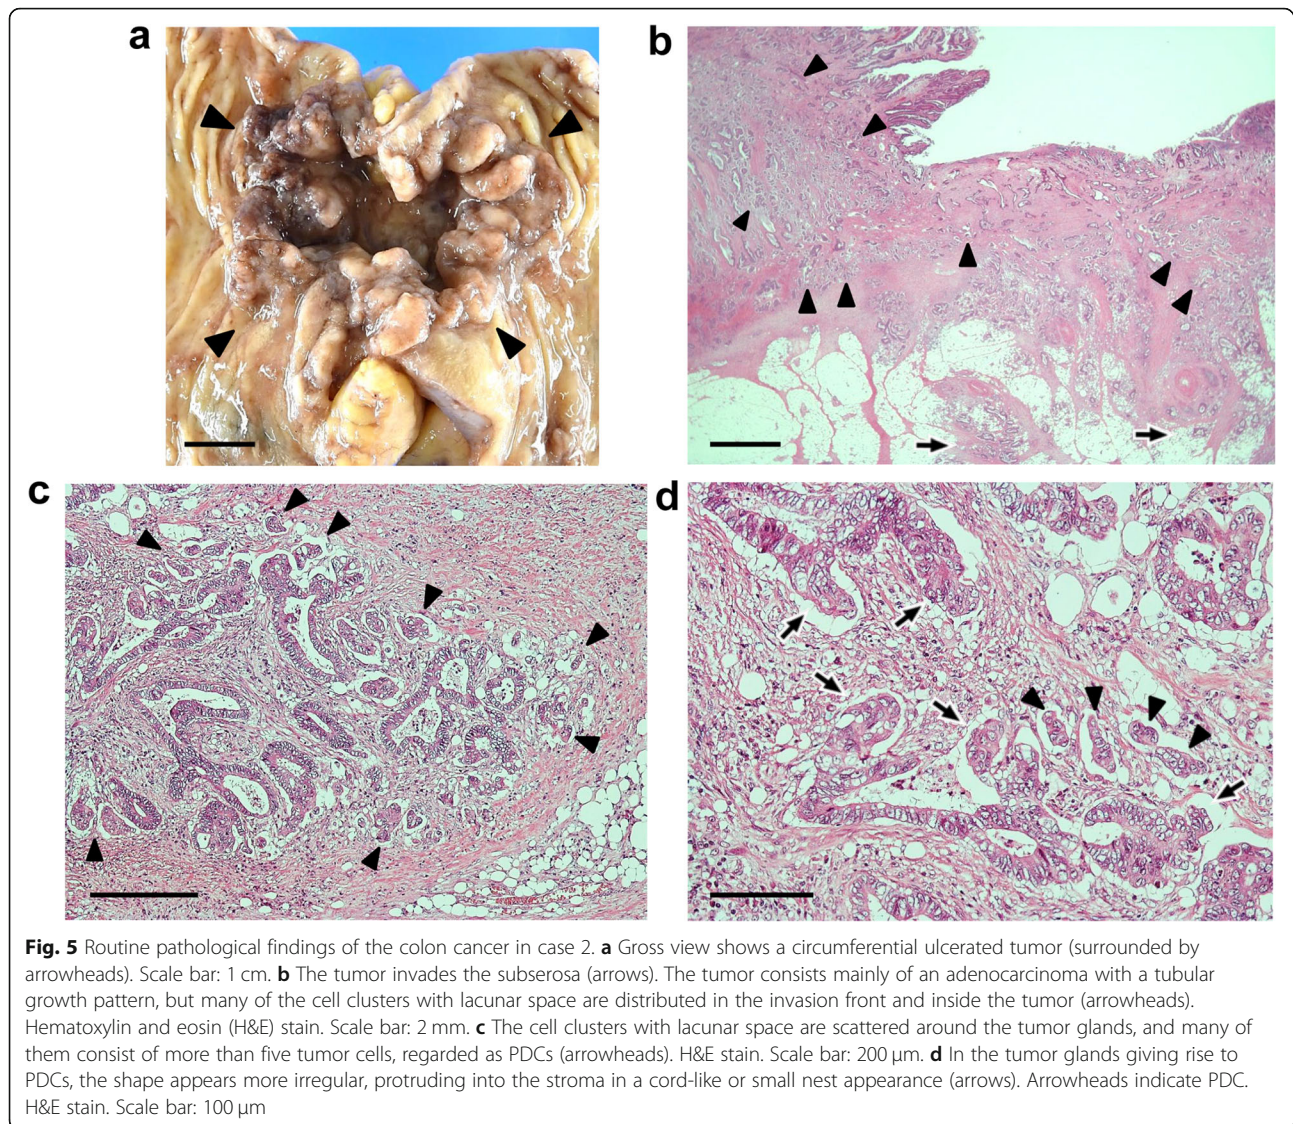 a
b
c
d
Fig. 5 Routine pathological findings of the colon cancer in case 2. a Gross view shows a circumferential ulcerated tumor (surrounded by
arrowheads). Scale bar: 1 cm. b The tumor invades the subserosa (arrows). The tumor consists mainly of an adenocarcinoma with a tubular
growth pattern, but many of the cell clusters with lacunar space are distributed in the invasion front and inside the tumor (arrowheads).
Hematoxylin and eosin (H&E) stain. Scale bar: 2 mm. c The cell clusters with lacunar space are scattered around the tumor glands, and many of
them consist of more than five tumor cells, regarded as PDCs (arrowheads). H&E stain. Scale bar: 200 μm. d In the tumor glands giving rise to
PDCs, the shape appears more irregular, protruding into the stroma in a cord-like or small nest appearance (arrows). Arrowheads indicate PDC.
H&E stain. Scale bar: 100 μm